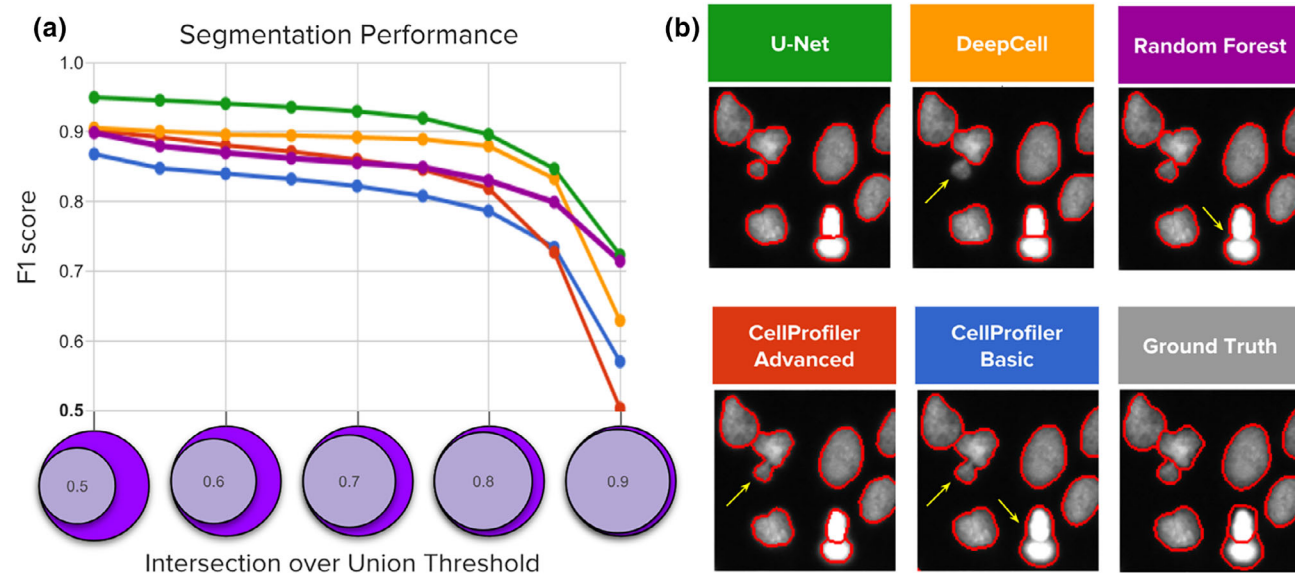 (a)
Segmentation Performance
1.0
0.9
0.8
0.7
0.6
0.5
F1 score
0.5
0.6
0.7
0.8
0.9
Intersection over Union Threshold
(b)
U-Net
DeepCell
Random Forest
CellProfiler
Advanced
CellProfiler
Basic
Ground Truth